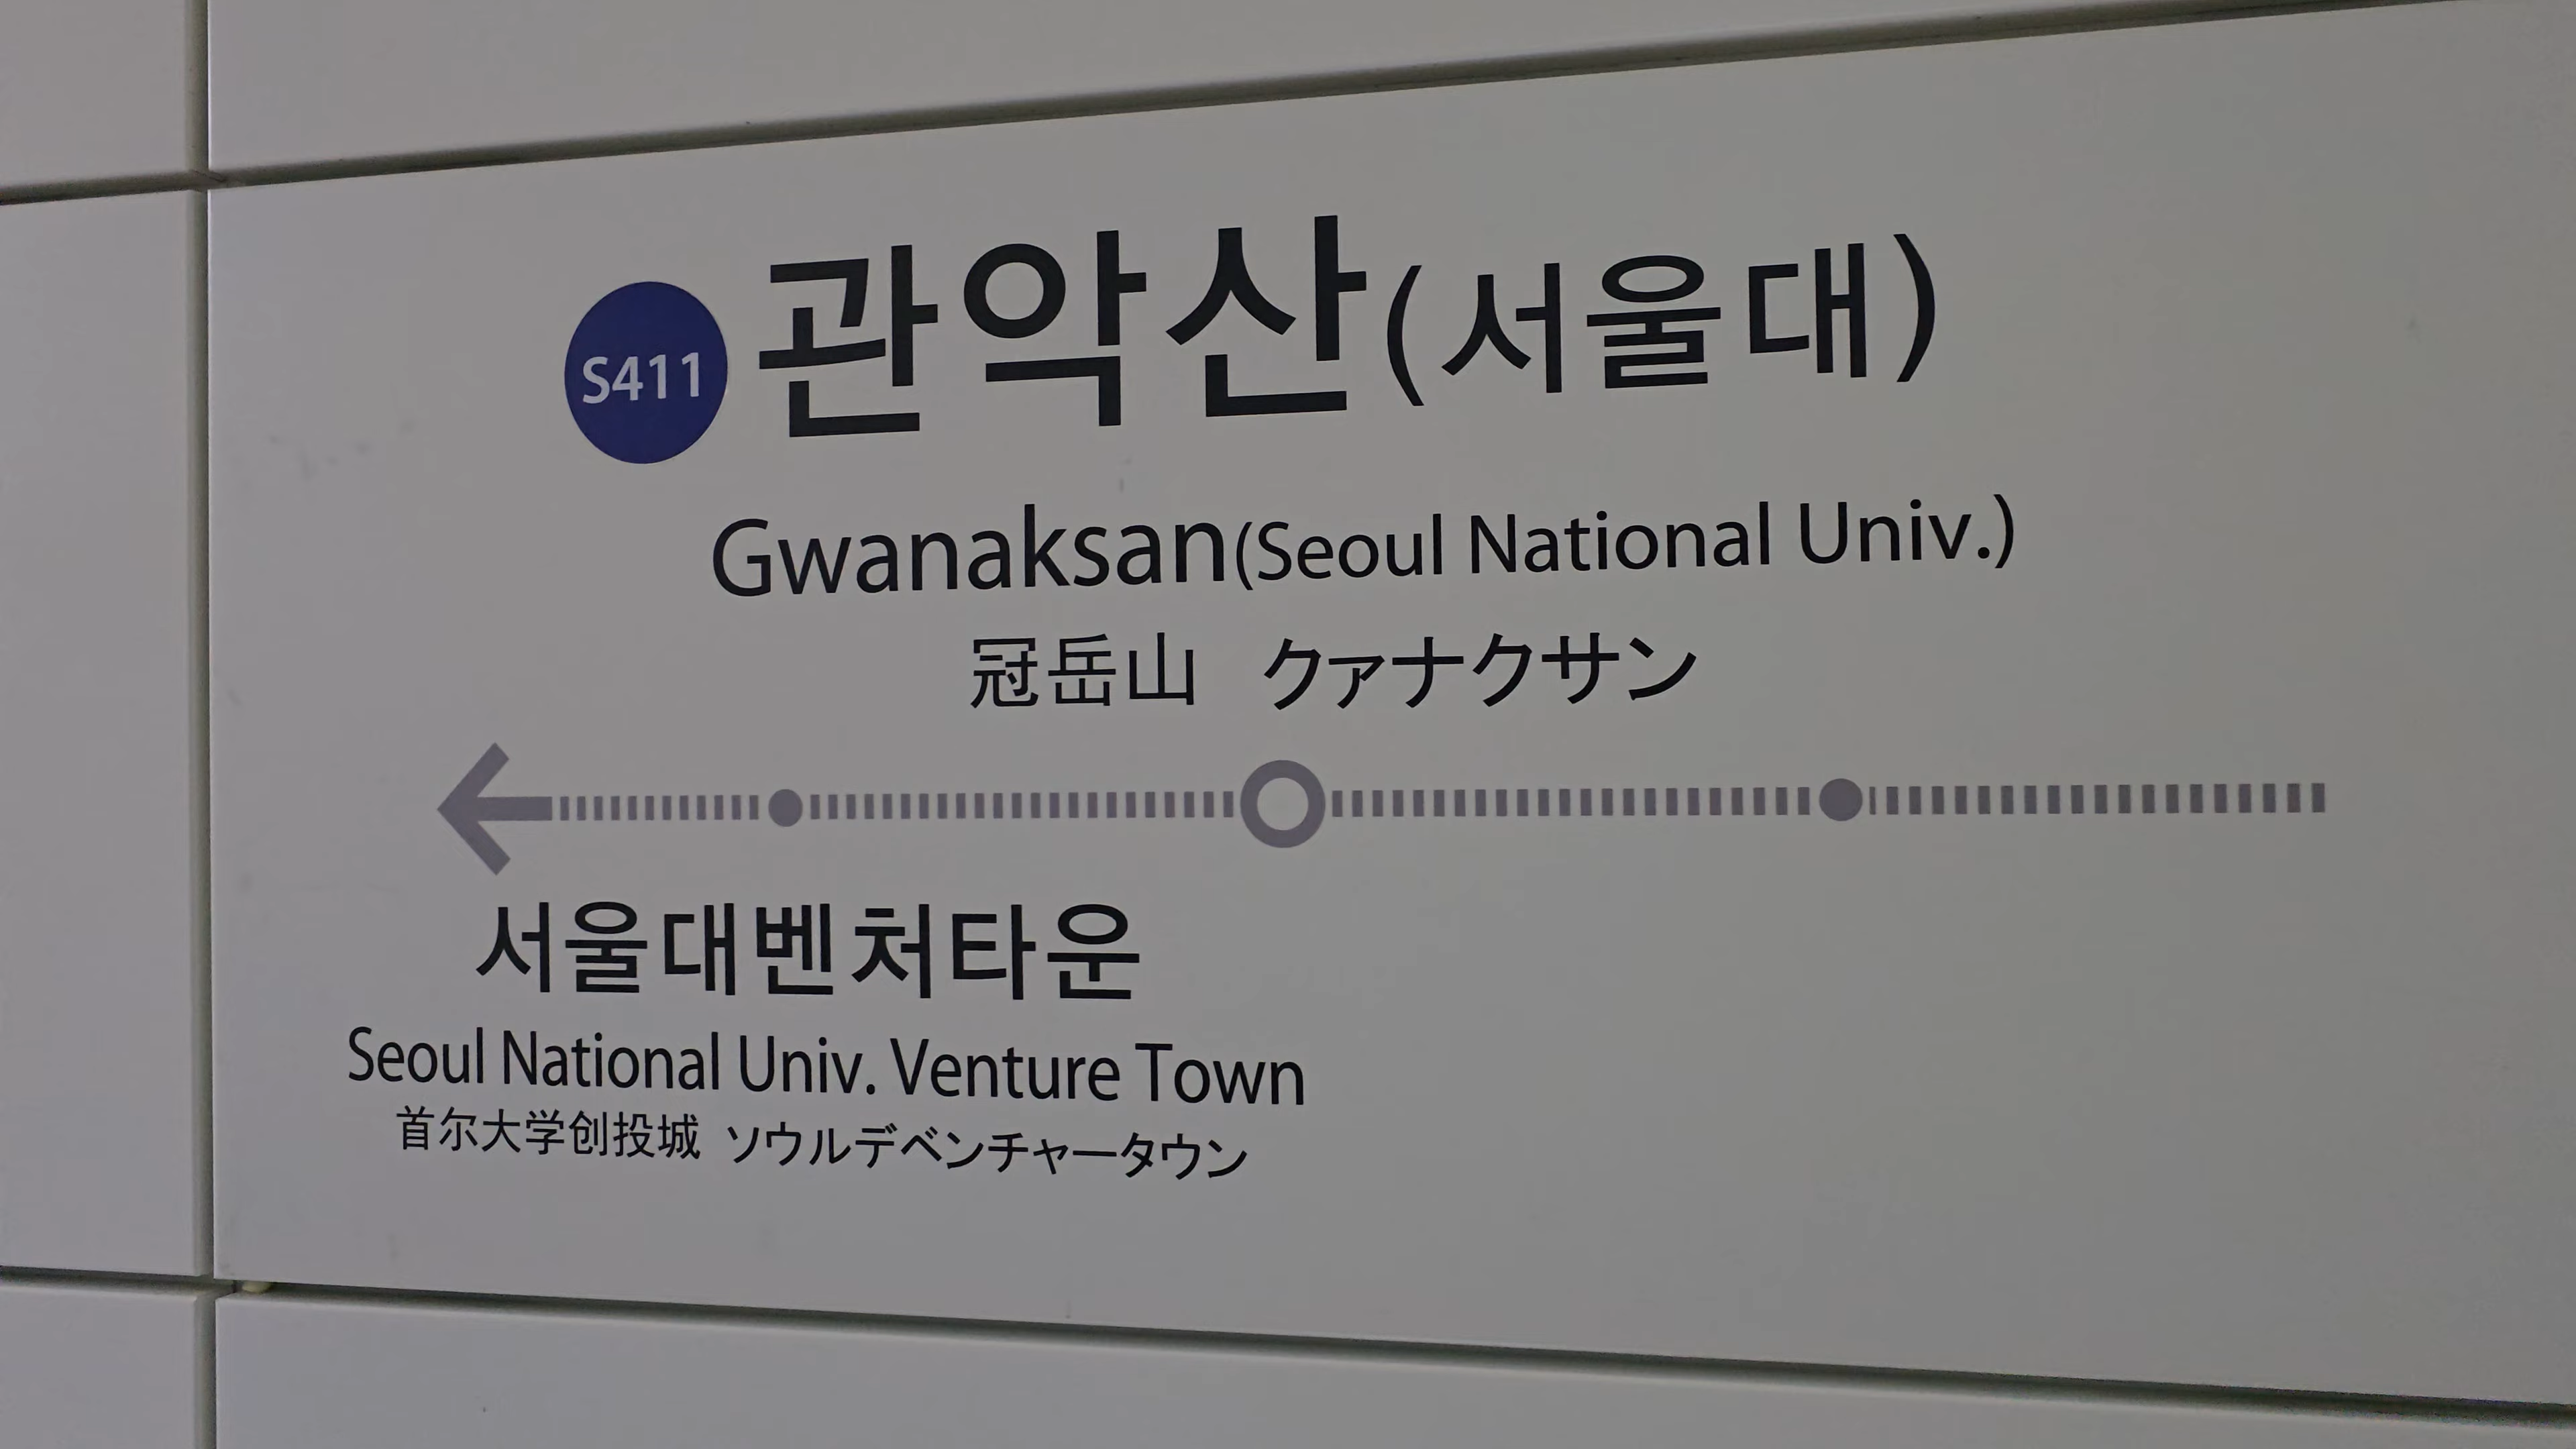 S411 관악산(서울대)
Gwanaksan(Seoul National Univ.)
冠岳山 クァナクサン
서울대벤처타운
Seoul National Univ. Venture Town
首尔大学创投城 ソウルデベンチャータウン